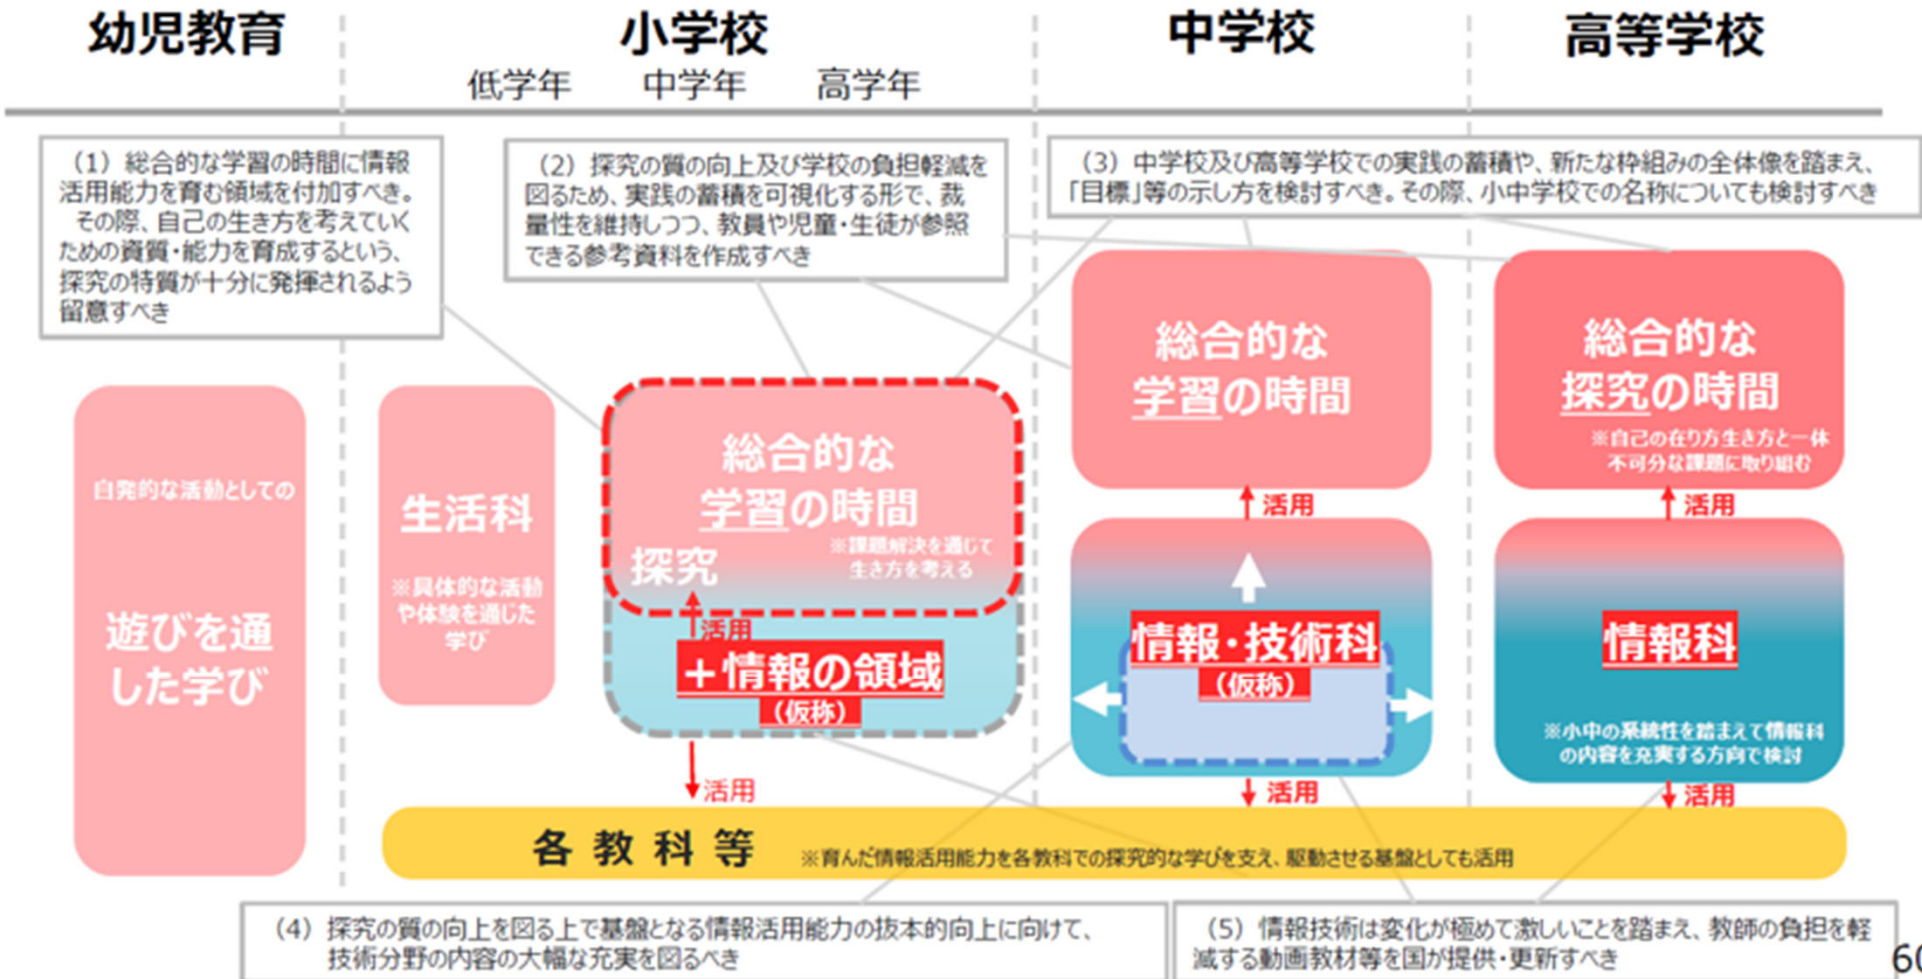 幼児教育
小学校
中学校
高等学校
低学年
中学年
高学年
（1）総合的な学習の時間に情報
活用能力を育む領域を付加すべき。
その際、自己の生き方を考えていく
ための資質・能力を育成するという、
探究の特質が十分に発揮されるよう
留意すべき
（2）探究の質の向上及び学校の負担軽減を
図るため、実践の蓄積を可視化する形で、裁
量性を維持しつつ、教員や児童・生徒が参照
できる参考資料を作成すべき
（3）中学校及び高等学校での実践の蓄積や、新たな枠組みの全体像を踏まえ、
「目標」等の示し方を検討すべき。その際、小中学校での名称についても検討すべき
自発的な活動としての
遊びを通
した学び
生活科
※具体的な活動
や体験を通じた
学び
総合的な
学習の時間
※課題解決を通じて
生き方を考える
探究
活用
＋情報の領域
（仮称）
活用
総合的な
学習の時間
活用
情報・技術科
（仮称）
活用
総合的な
探究の時間
※自己の在り方生き方と一体
不可分な課題に取り組む
活用
情報科
※小中の系統性を踏まえて情報科
の内容を充実する方向で検討
活用
各教科等
※育んだ情報活用能力を各教科での探究的な学びを支え、駆動させる基盤としても活用
（4）探究の質の向上を図る上で基盤となる情報活用能力の抜本的向上に向けて、
技術分野の内容の大幅な充実を図るべき
（5）情報技術は変化が極めて激しいことを踏まえ、教師の負担を軽
減する動画教材等を国が提供・更新すべき